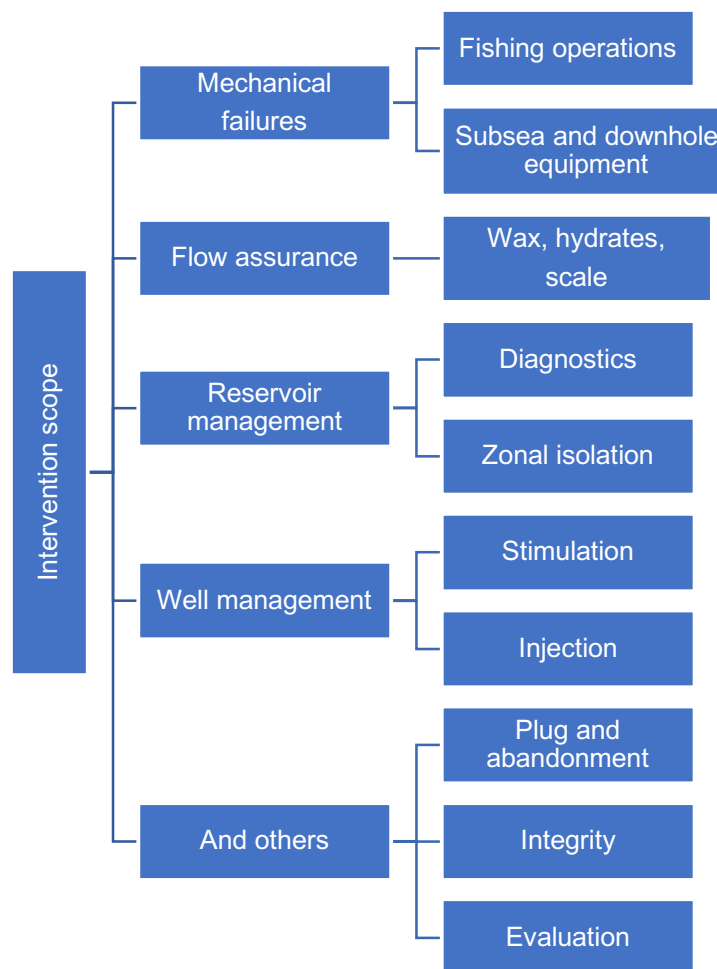 Intervention scope
Mechanical
failures
Fishing operations
Subsea and downhole
equipment
Flow assurance
Wax, hydrates,
scale
Reservoir
management
Diagnostics
Zonal isolation
Well management
Stimulation
Injection
And others
Plug and
abandonment
Integrity
Evaluation